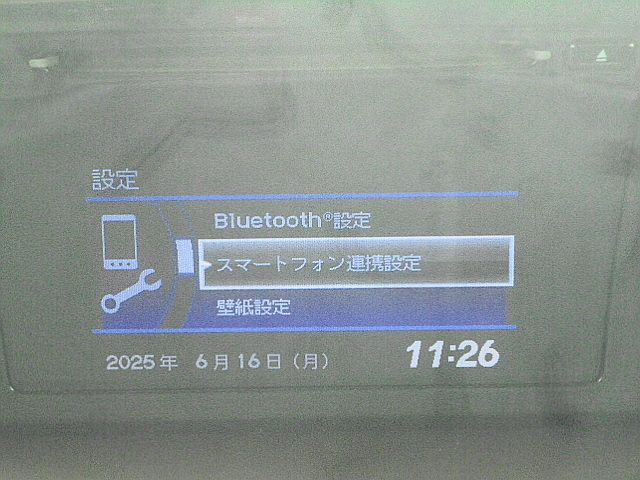 設定
Bluetooth®設定
スマートフォン連携設定
壁紙設定
2025年 6月16日（月） 11:26